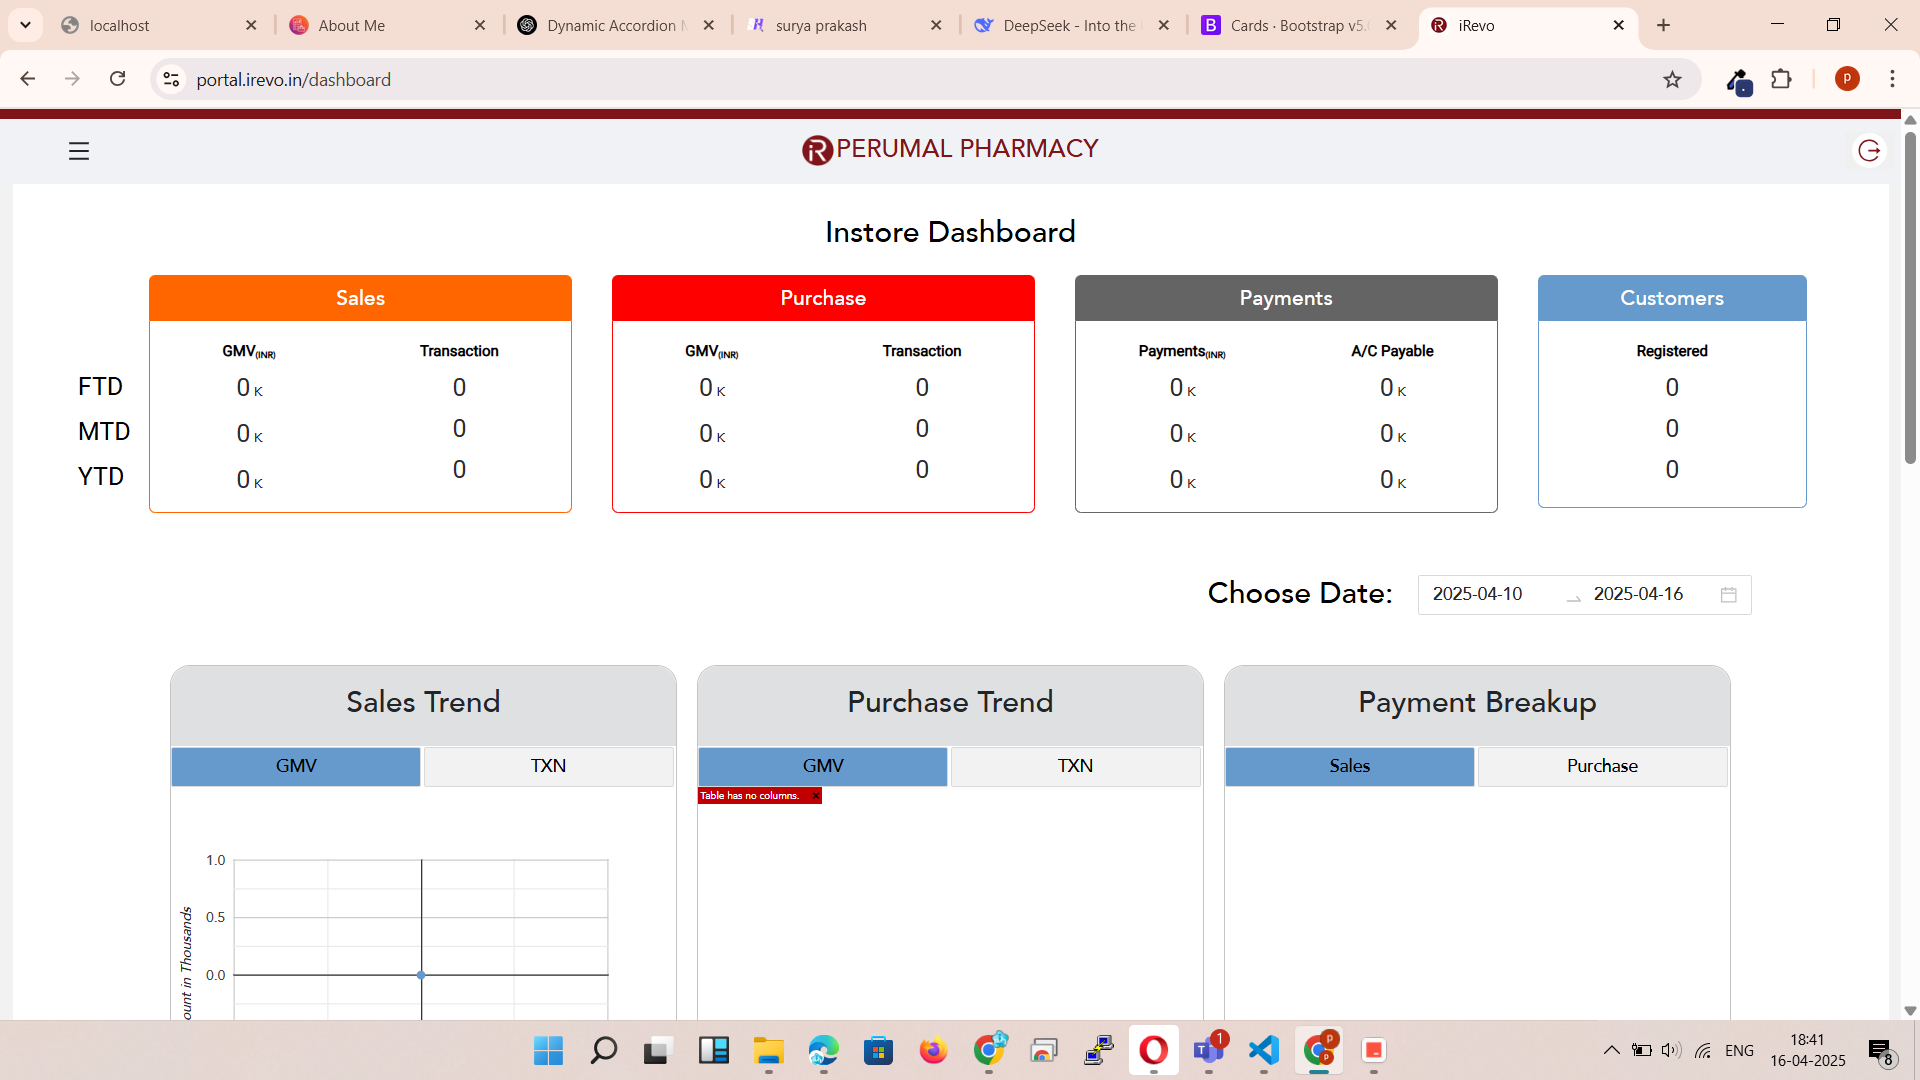 localhost
About Me
Dynamic Accordion
surya prakash
DeepSeek - Into the
Cards · Bootstrap v5.
iRevo
portal.irevo.in/dashboard
P
iR PERUMAL PHARMACY
Instore Dashboard
Sales
Purchase
Payments
Customers
GMV(INR) Transaction
GMV(INR) Transaction
Payments(INR) A/C Payable
Registered
FTD 0 K 0 0 K 0 0 K 0 K 0
MTD 0 K 0 0 K 0 0 K 0 K 0
YTD 0 K 0 0 K 0 0 K 0 K 0
Choose Date: 2025-04-10 2025-04-16
Sales Trend
Purchase Trend
Payment Breakup
GMV TXN
GMV TXN
Sales Purchase
Table has no columns. ×
1.0
0.5
0.0
ount in Thousands
1
ENG
18:41
16-04-2025
8